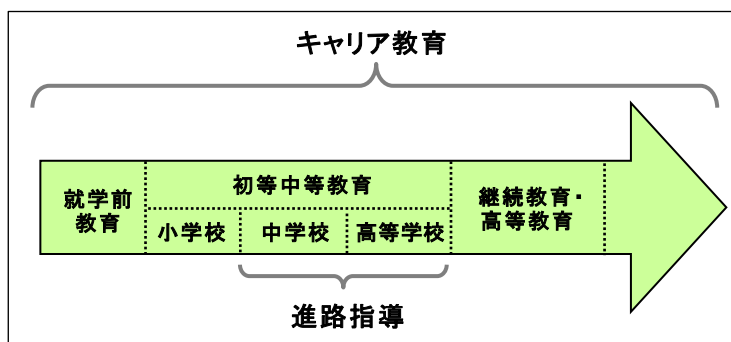 キャリア教育
就学前
教育
初等中等教育
小学校
中学校
高等学校
継続教育・
高等教育
進路指導